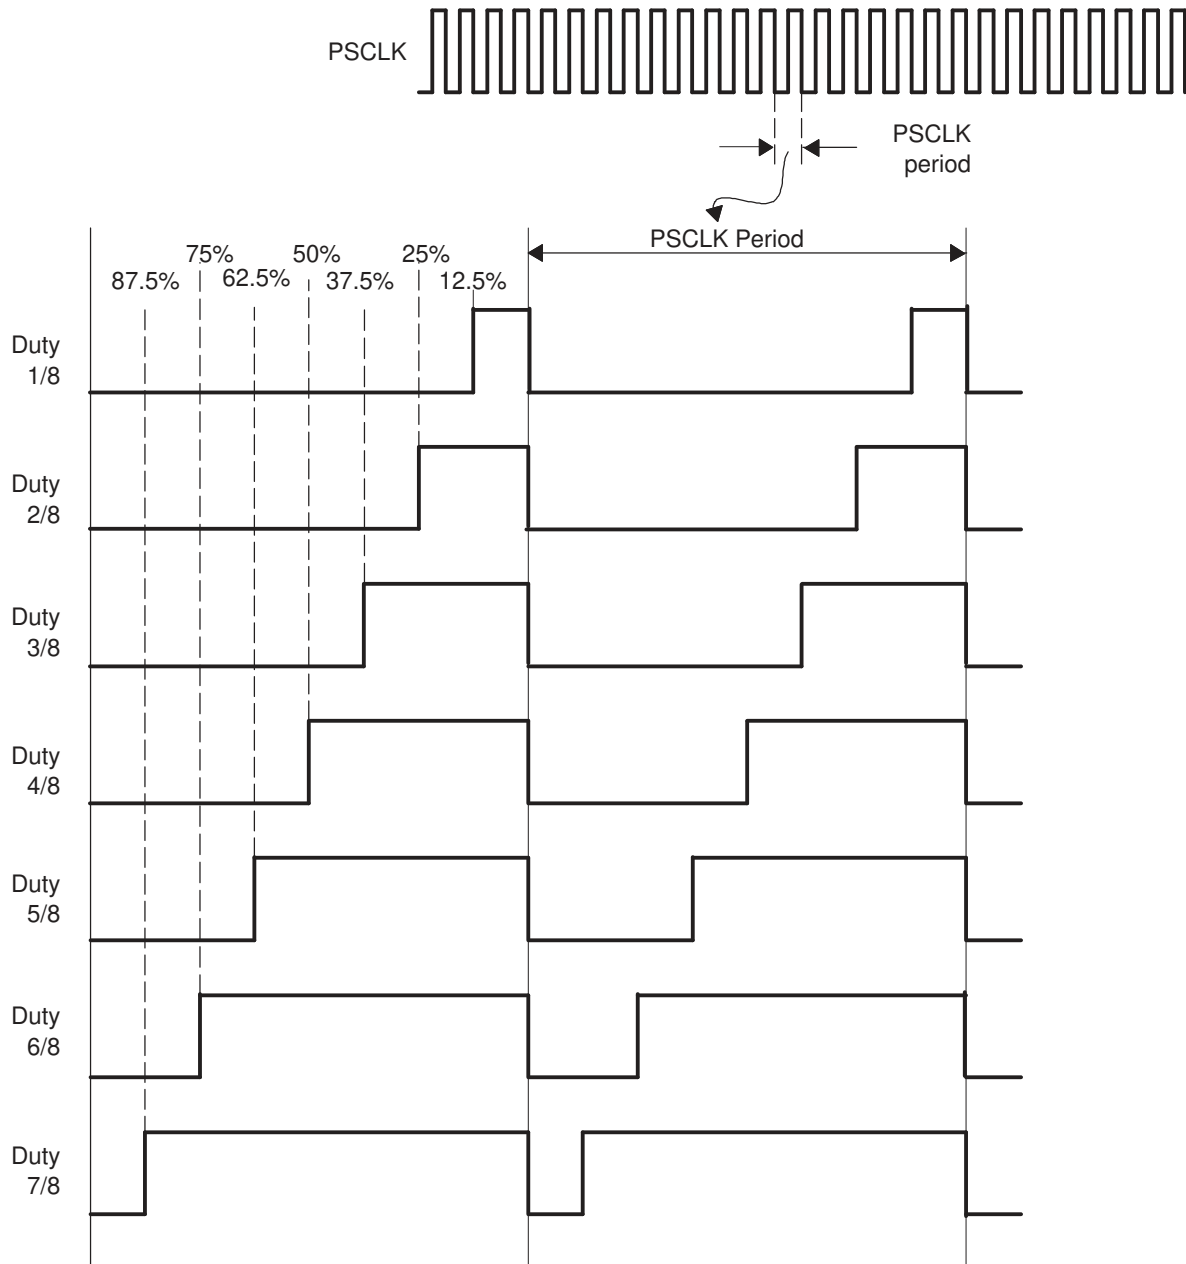 PSCLK
PSCLK
period
PSCLK Period
75%
50%
25%
87.5%
62.5%
37.5%
12.5%
Duty
1/8
Duty
2/8
Duty
3/8
Duty
4/8
Duty
5/8
Duty
6/8
Duty
7/8